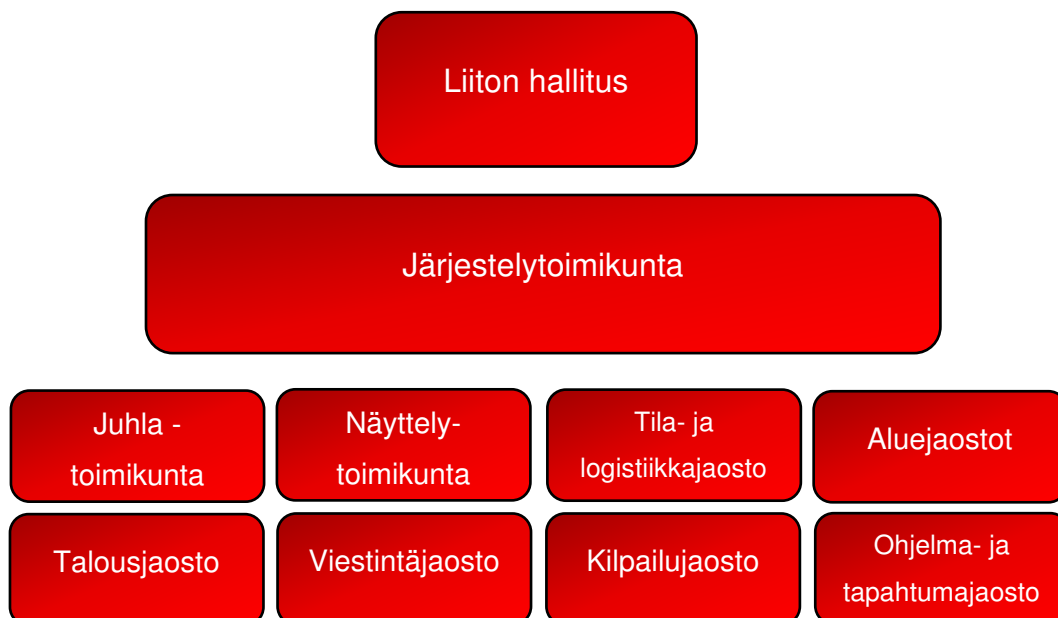 Liiton hallitus
Järjestelytoimikunta
Juhla -
toimikunta
Näyttely-
toimikunta
Tila- ja
logistiikkajaosto
Aluejaostot
Talousjaosto
Viestintäjaosto
Kilpailujaosto
Ohjelma- ja
tapahtumajaosto